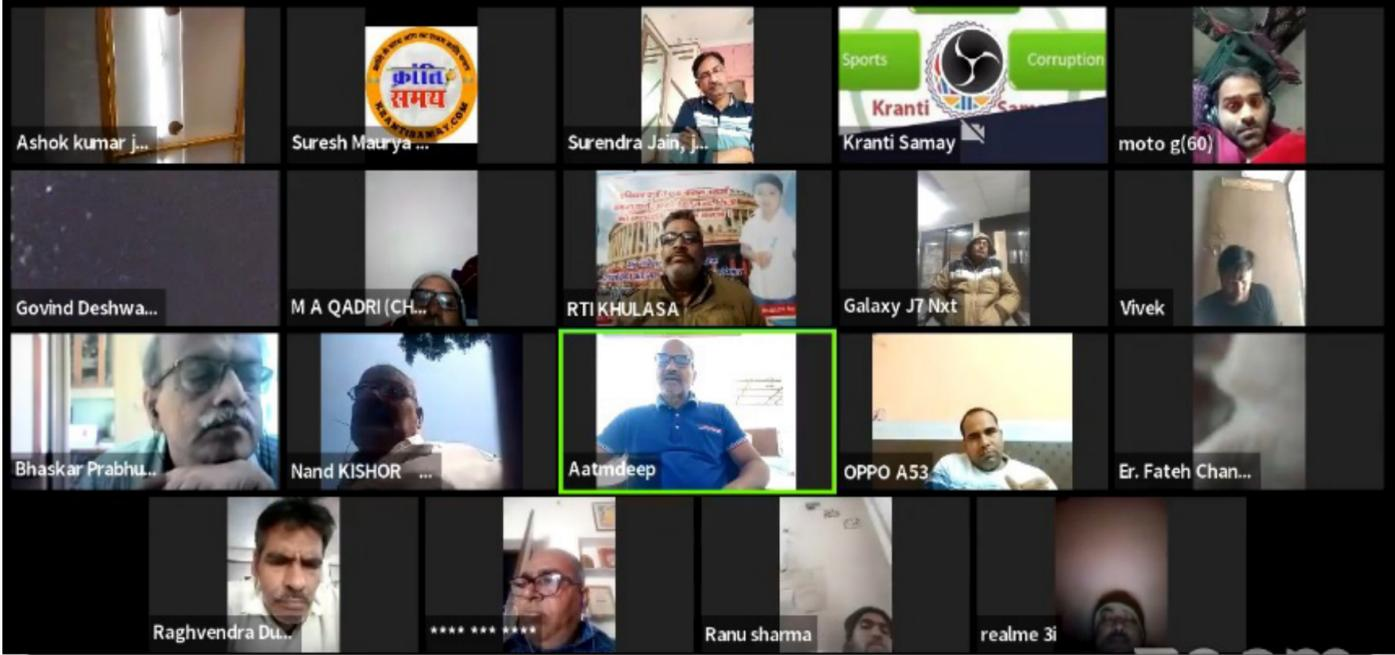 Ashok kumar j...
क्रांति
समय
KRANTISAMAY.COM
Suresh Maurya ...
Surendra Jain, j...
Sports
Corruption
Kranti
Kranti Samay
moto g(60)
Govind Deshwa...
M A QADRI (CH...
RTI KHULASA
Galaxy J7 Nxt
Vivek
Bhaskar Prabhu...
Nand KISHOR ...
Aatmdeep
OPPO A53
Er. Fateh Chan...
Raghvendra Du...
**** *** ****
Ranu sharma
realme 3i